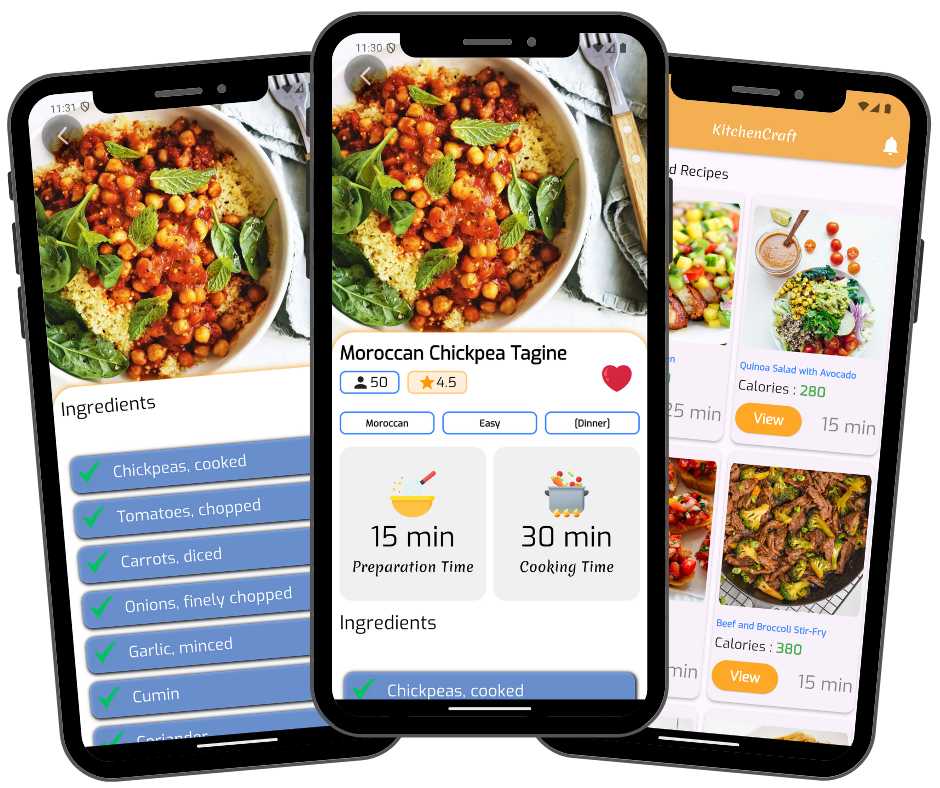 11:31
Ingredients
Chickpeas, cooked
Tomatoes, chopped
Carrots, diced
Onions, finely chopped
Garlic, minced
Cumin
Coriander
11:30
Moroccan Chickpea Tagine
50
4.5
Moroccan
Easy
[Dinner]
15 min
Preparation Time
30 min
Cooking Time
Ingredients
Chickpeas, cooked
KitchenCraft
d Recipes
en
25 min
Quinoa Salad with Avocado
Calories : 280
View
15 min
min
Beef and Broccoli Stir-Fry
Calories : 380
View
15 min